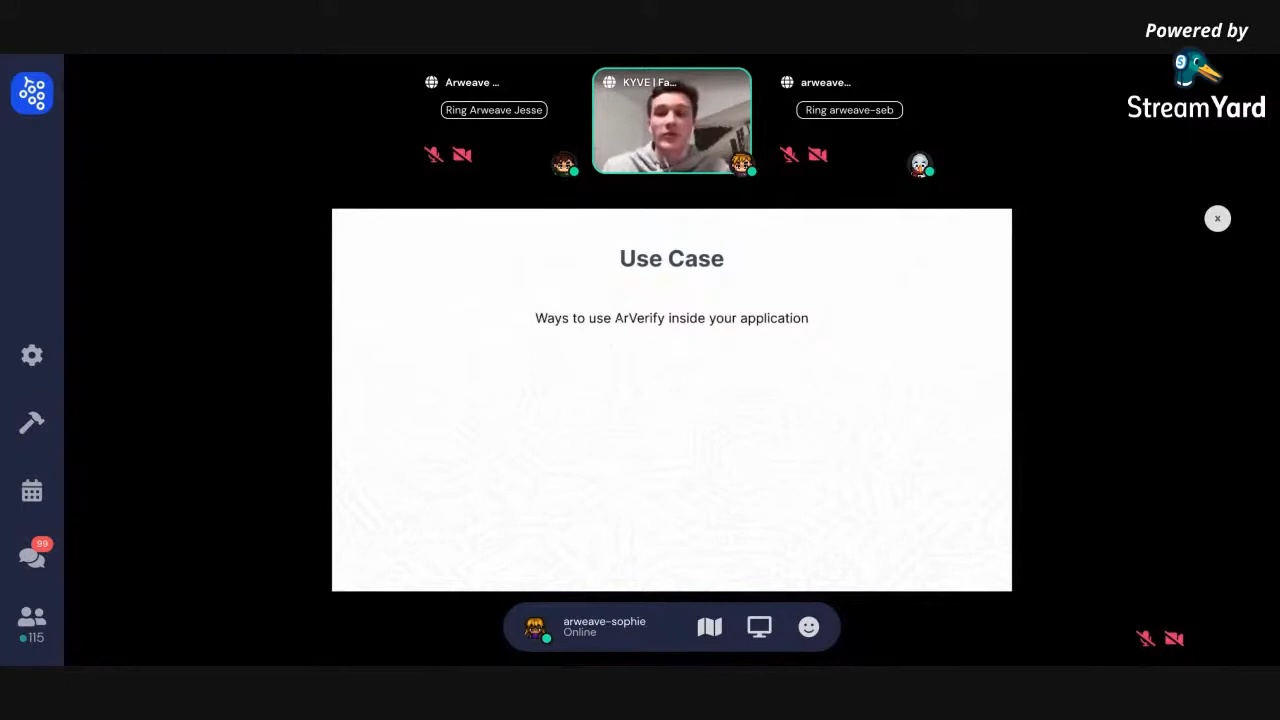 Powered by
StreamYard
Arweave ...
KYVE | Fa...
arweave...
Ring Arweave Jesse
Ring arweave-seb
x
Use Case
Ways to use ArVerify inside your application
99
115
arweave-sophie
Online